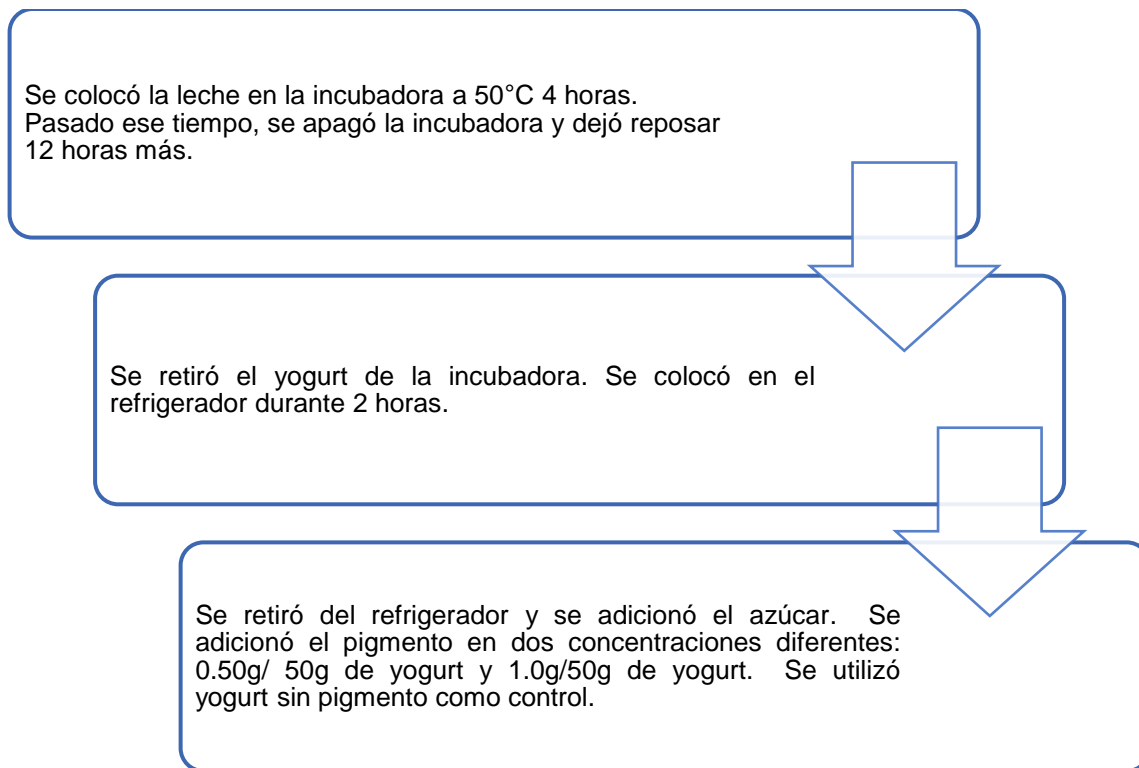 Se colocó la leche en la incubadora a 50°C 4 horas.
Pasado ese tiempo, se apagó la incubadora y dejó reposar
12 horas más.
Se retiró el yogurt de la incubadora. Se colocó en el
refrigerador durante 2 horas.
Se retiró del refrigerador y se adicionó el azúcar. Se
adicionó el pigmento en dos concentraciones diferentes:
0.50g/ 50g de yogurt y 1.0g/50g de yogurt. Se utilizó
yogurt sin pigmento como control.